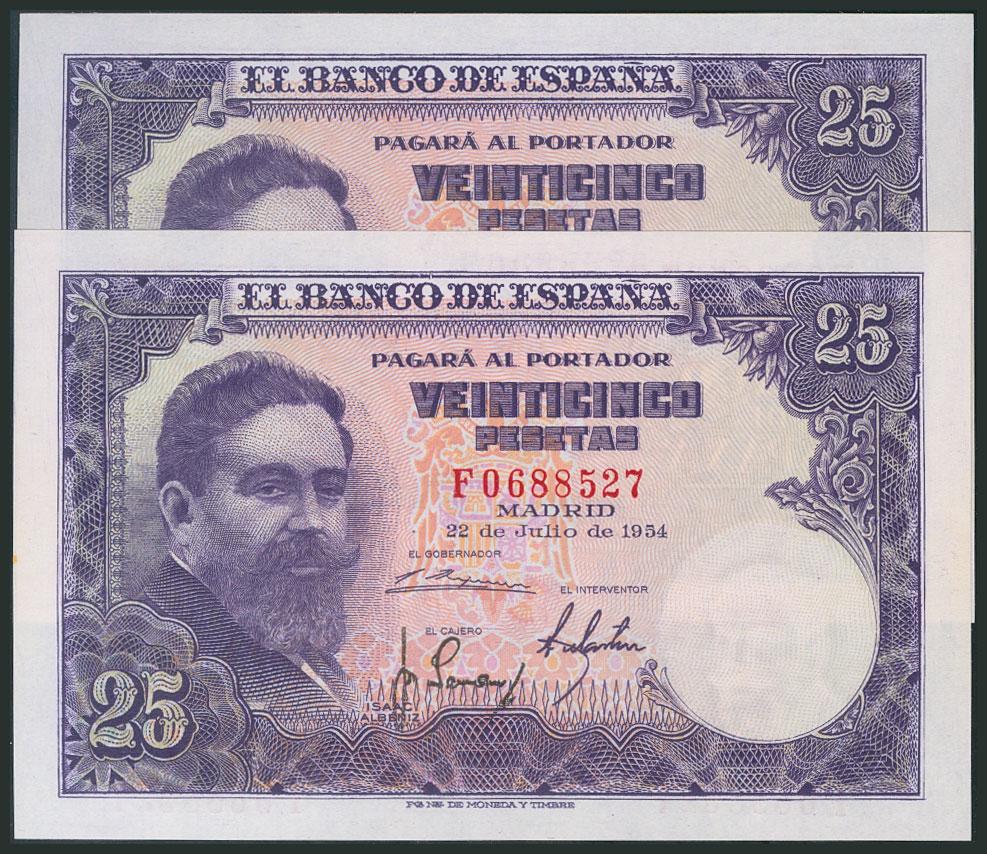 EL BANCO DE ESPAÑA
25
PAGARÁ AL PORTADOR
VEINTICINCO
PESETAS
EL BANCO DE ESPAÑA
25
PAGARÁ AL PORTADOR
VEINTICINCO
PESETAS
F0688527
MADRID
22 de Julio de 1954
EL GOBERNADOR
EL INTERVENTOR
EL CAJERO
ISAAC
ALBENIZ
25
DE MONEDA Y TIMBRE